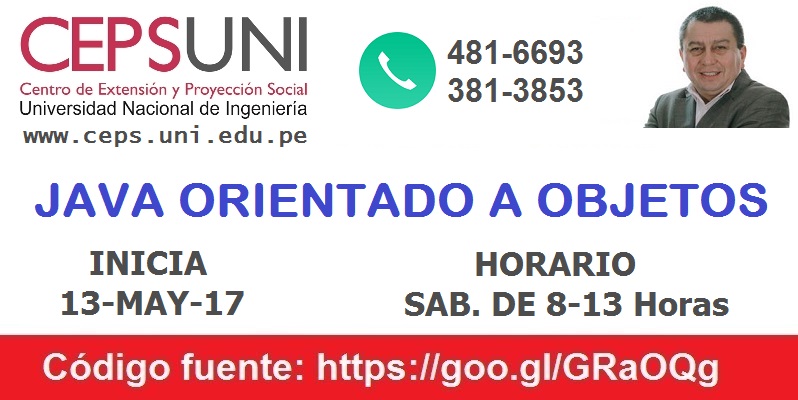 CEPSUNI
Centro de Extensión y Proyección Social
Universidad Nacional de Ingeniería
www.ceps.uni.edu.pe
481-6693
381-3853
JAVA ORIENTADO A OBJETOS
INICIA
13-MAY-17
HORARIO
SAB. DE 8-13 Horas
Código fuente: https://goo.gl/GRaOQg